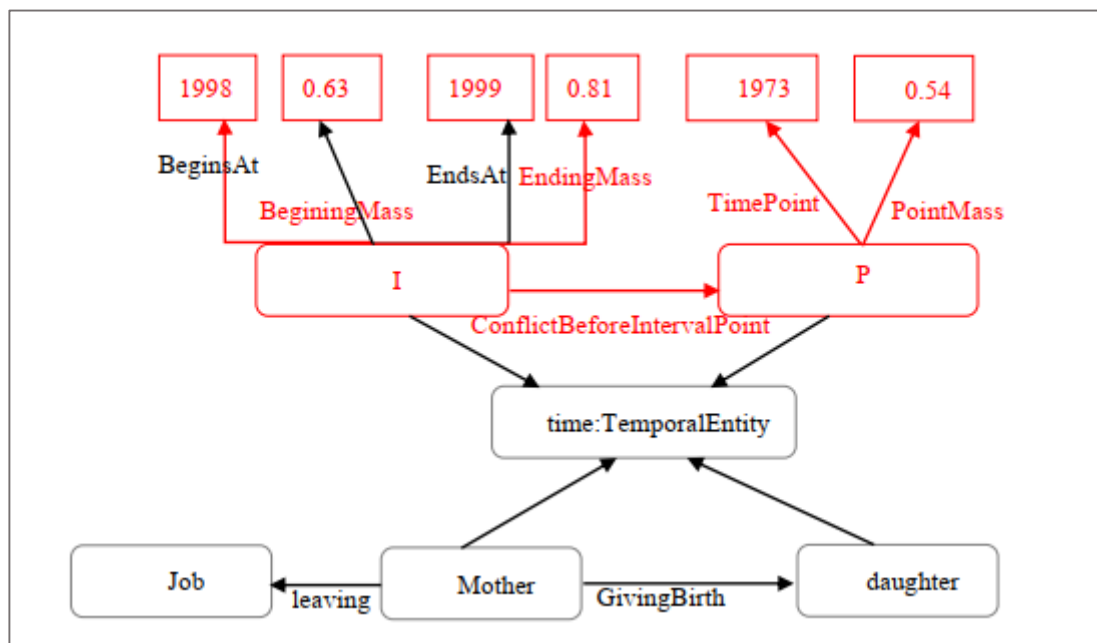 1998
0.63
1999
0.81
1973
0.54
BeginsAt
EndsAt
EndingMass
BeginingMass
TimePoint
PointMass
I
P
ConflictBeforeIntervalPoint
time:TemporalEntity
Job
leaving
Mother
GivingBirth
daughter